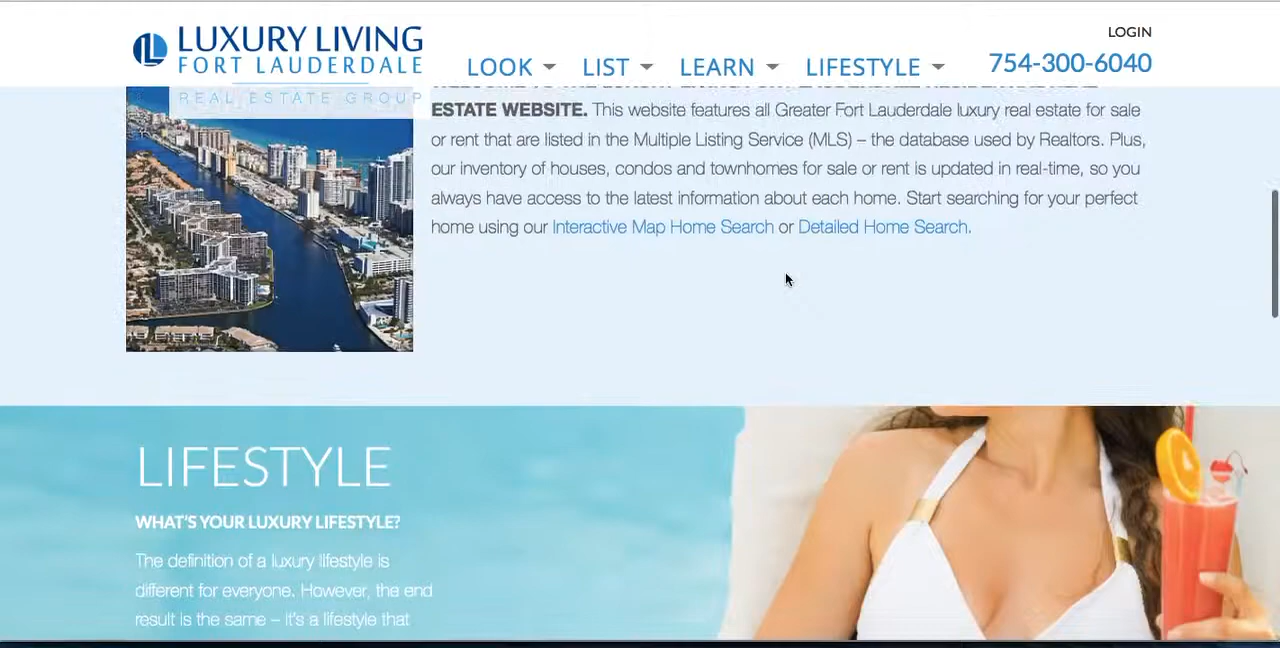 LUXURY LIVING
FORT LAUDERDALE
REAL ESTATE GROUP
LOOK
LIST
LEARN
LIFESTYLE
LOGIN
754-300-6040
ESTATE WEBSITE. This website features all Greater Fort Lauderdale luxury real estate for sale
or rent that are listed in the Multiple Listing Service (MLS) – the database used by Realtors. Plus,
our inventory of houses, condos and townhomes for sale or rent is updated in real-time, so you
always have access to the latest information about each home. Start searching for your perfect
home using our Interactive Map Home Search or Detailed Home Search.
LIFESTYLE
WHAT'S YOUR LUXURY LIFESTYLE?
The definition of a luxury lifestyle is
different for everyone. However, the end
result is the same – it's a lifestyle that